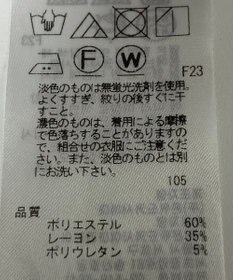 F23
F
W
淡色のものは無蛍光洗剤を使用。
よくすすぎ、絞りの後すぐに干
すこと。
濃色のものは、着用による摩擦
で色落ちすることがありますの
で、組合せの衣服にご注意くだ
さい。また、淡色のものとは別
にお洗い下さい。
105
品質
ポリエステル 60%
レーヨン 35%
ポリウレタン 5%